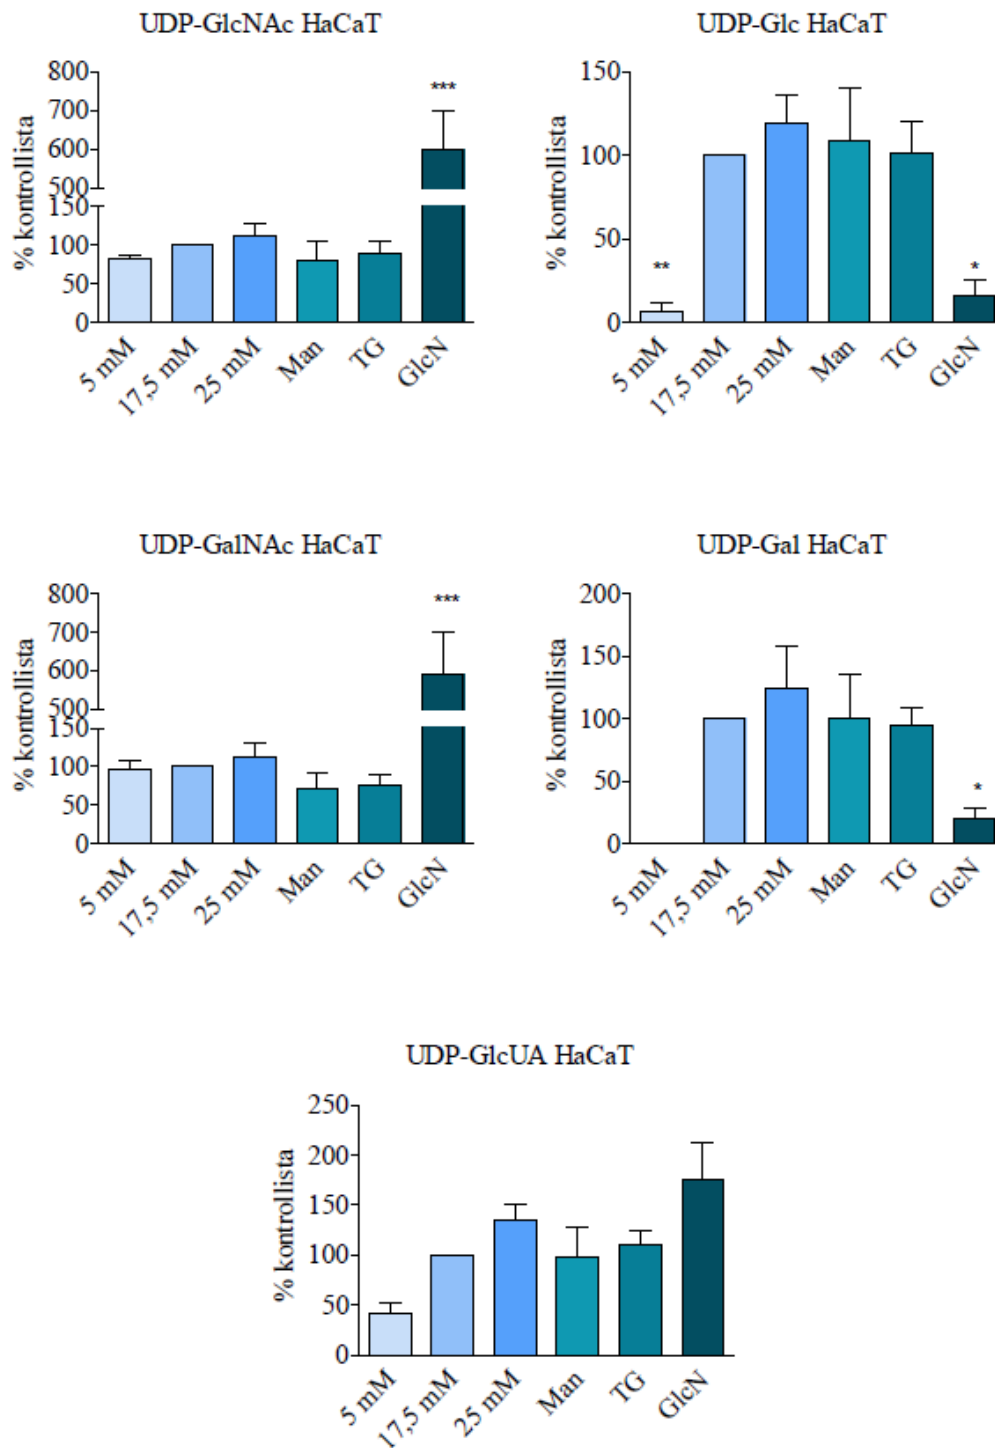 UDP-GlcNAc HaCaT
% kontrollista
800
700
600
500
150
100
50
0
***
5 mM
17,5 mM
25 mM
Man
TG
GlcN
UDP-Glc HaCaT
% kontrollista
150
100
50
0
**
*
5 mM
17,5 mM
25 mM
Man
TG
GlcN
UDP-GalNAc HaCaT
% kontrollista
800
700
600
500
150
100
50
0
***
5 mM
17,5 mM
25 mM
Man
TG
GlcN
UDP-Gal HaCaT
% kontrollista
200
150
100
50
0
*
5 mM
17,5 mM
25 mM
Man
TG
GlcN
UDP-GlcUA HaCaT
% kontrollista
250
200
150
100
50
0
5 mM
17,5 mM
25 mM
Man
TG
GlcN